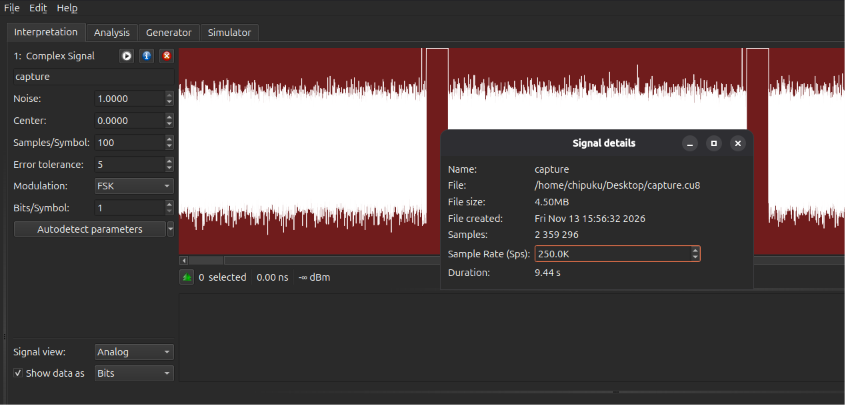 File Edit Help
Interpretation Analysis Generator Simulator
1: Complex Signal
capture
Noise: 1.0000
Center: 0.0000
Samples/Symbol: 100
Error tolerance: 5
Modulation: FSK
Bits/Symbol: 1
Autodetect parameters
Signal details
Name: capture
File: /home/chipuku/Desktop/capture.cu8
File size: 4.50MB
File created: Fri Nov 13 15:56:32 2026
Samples: 2 359 296
Sample Rate (Sps): 250.0K
Duration: 9.44 s
0 selected 0.00 ns -∞ dBm
Signal view: Analog
Show data as Bits